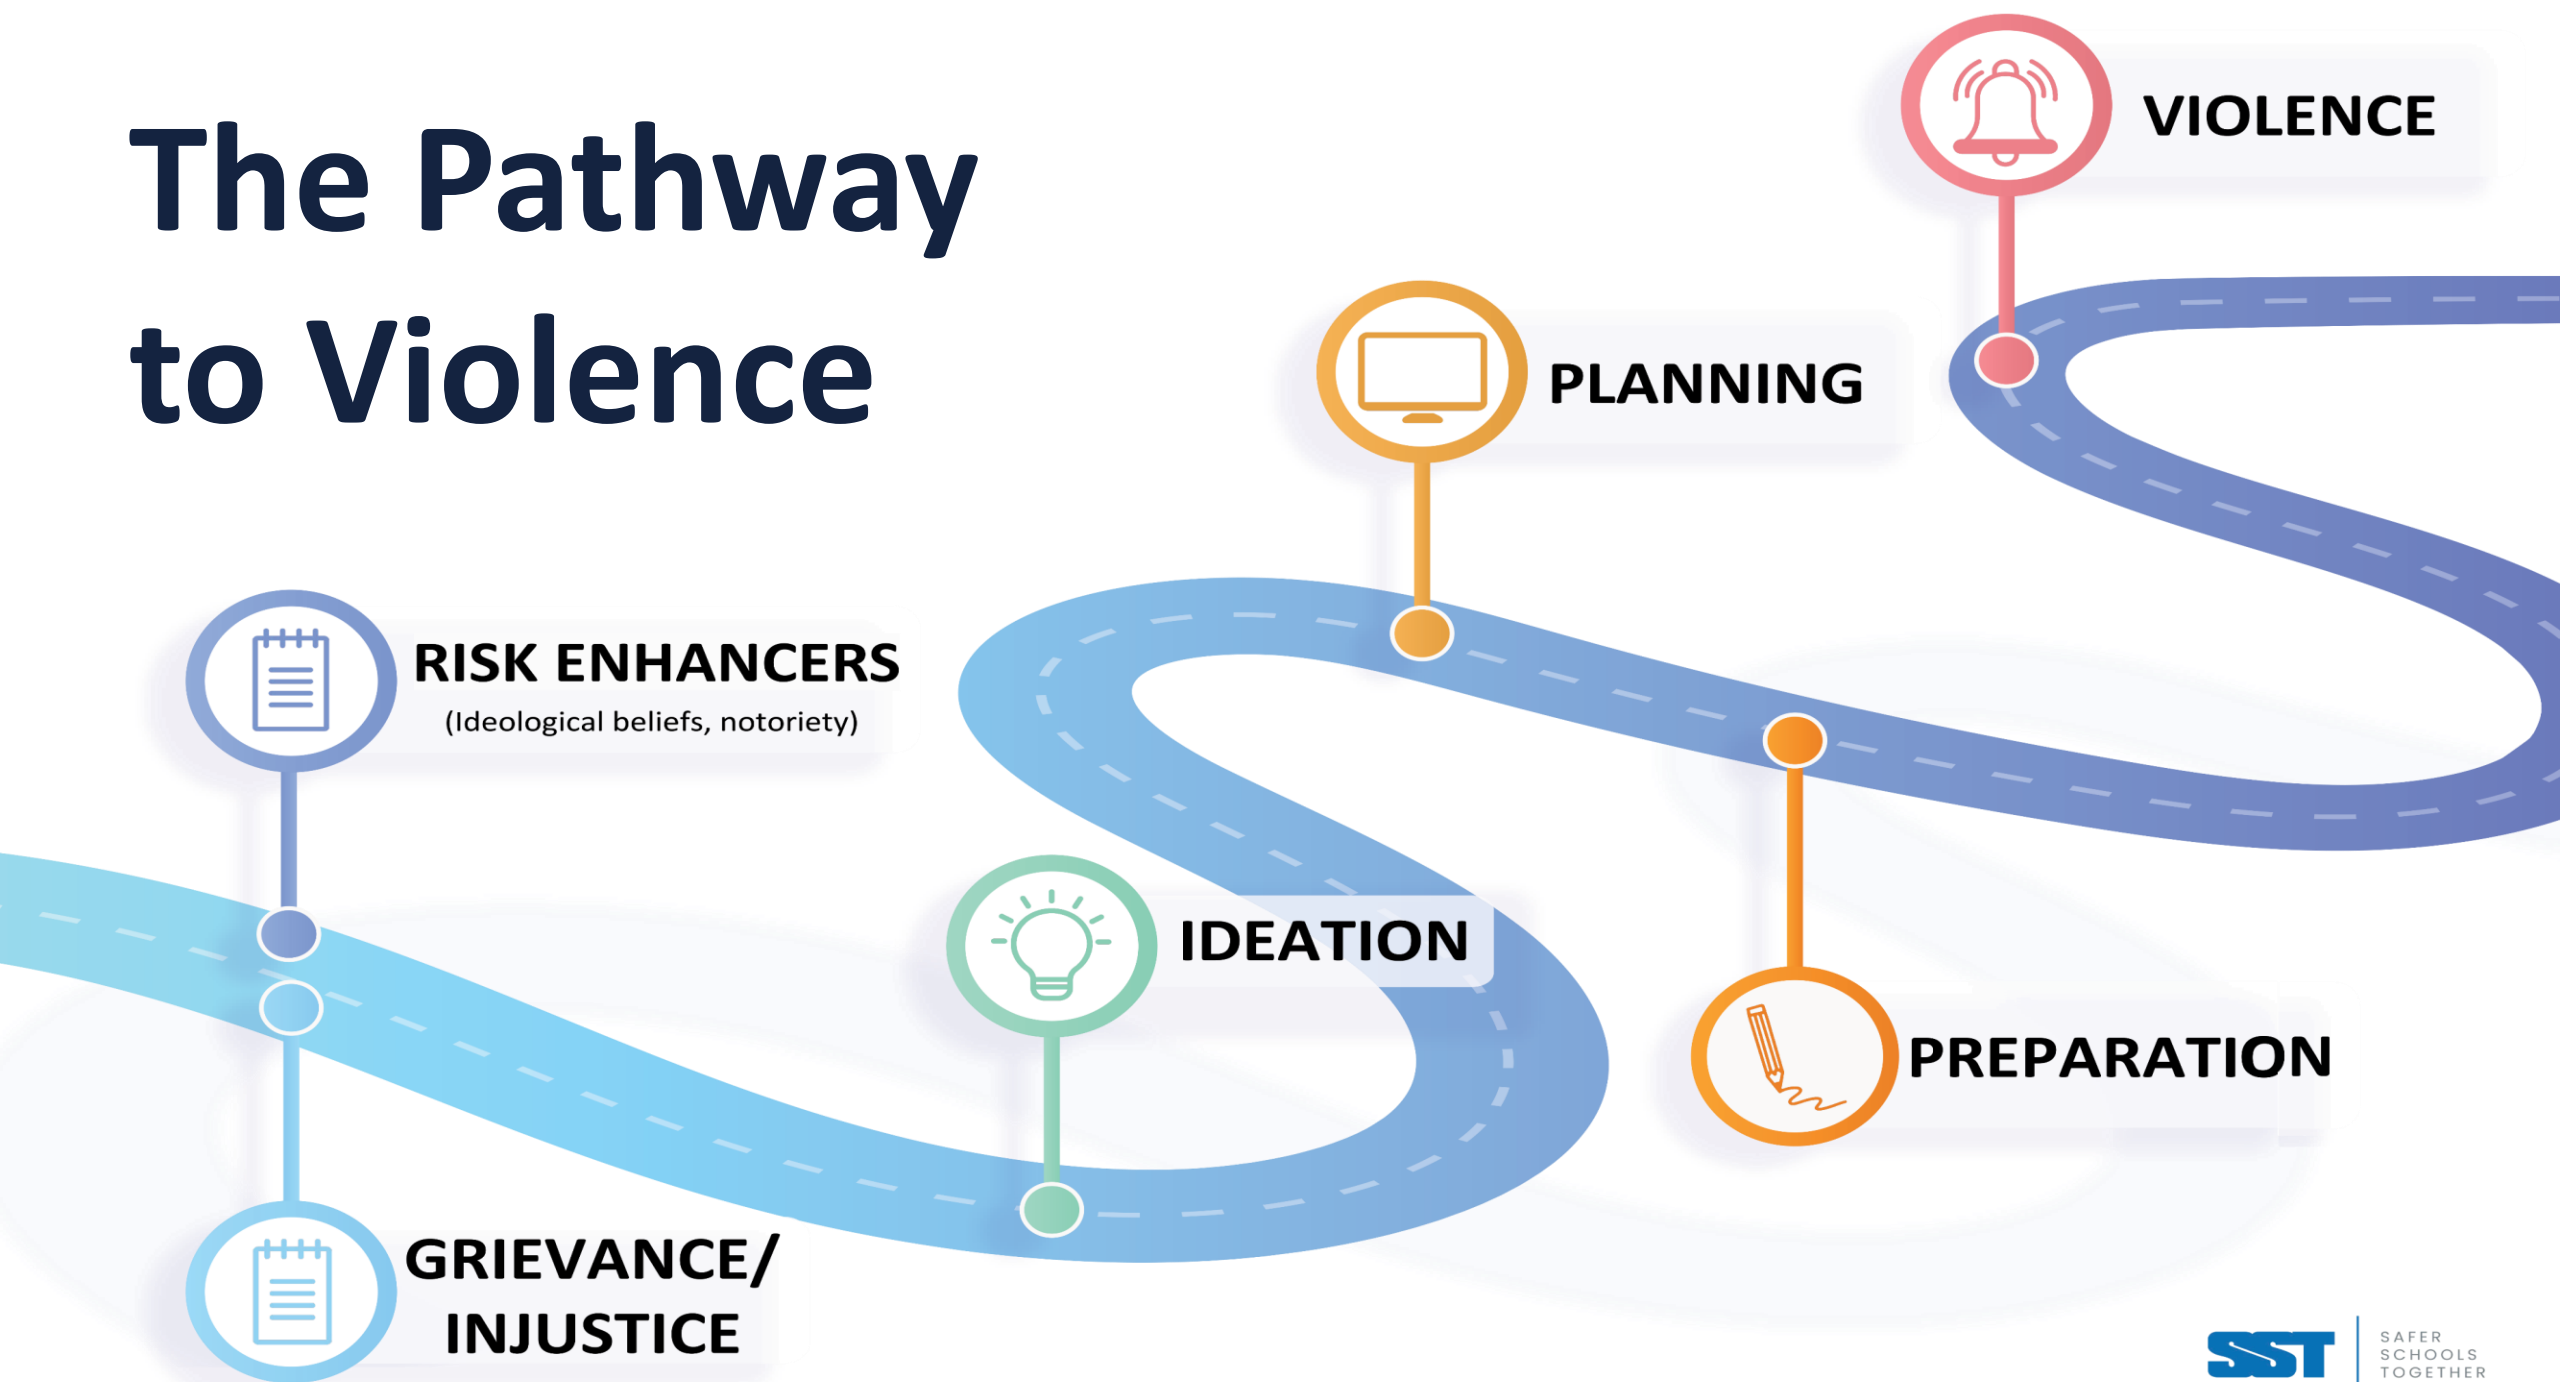 The Pathway
to Violence
VIOLENCE
PLANNING
RISK ENHANCERS
(Ideological beliefs, notoriety)
IDEATION
PREPARATION
GRIEVANCE/
INJUSTICE
SST
SAFER
SCHOOLS
TOGETHER